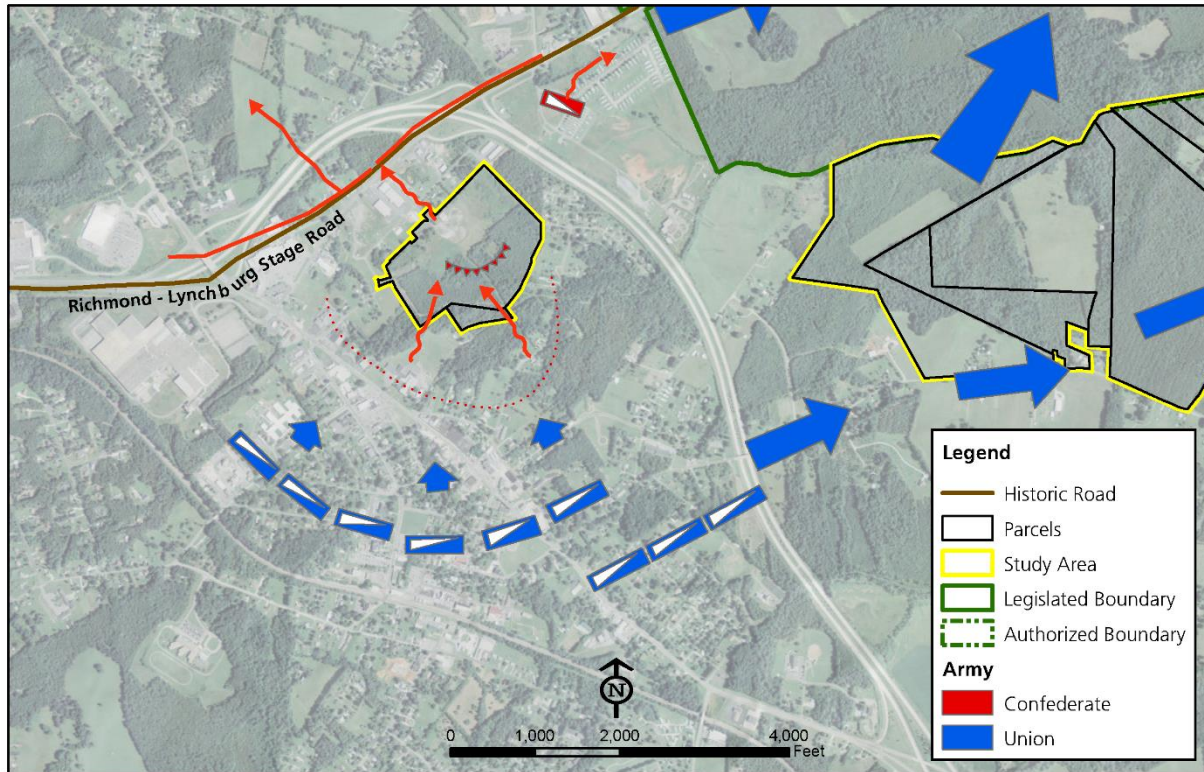 Richmond - Lynchburg Stage Road
Legend
Historic Road
Parcels
Study Area
Legislated Boundary
Authorized Boundary
Army
Confederate
Union
N
0 1,000 2,000 4,000
Feet